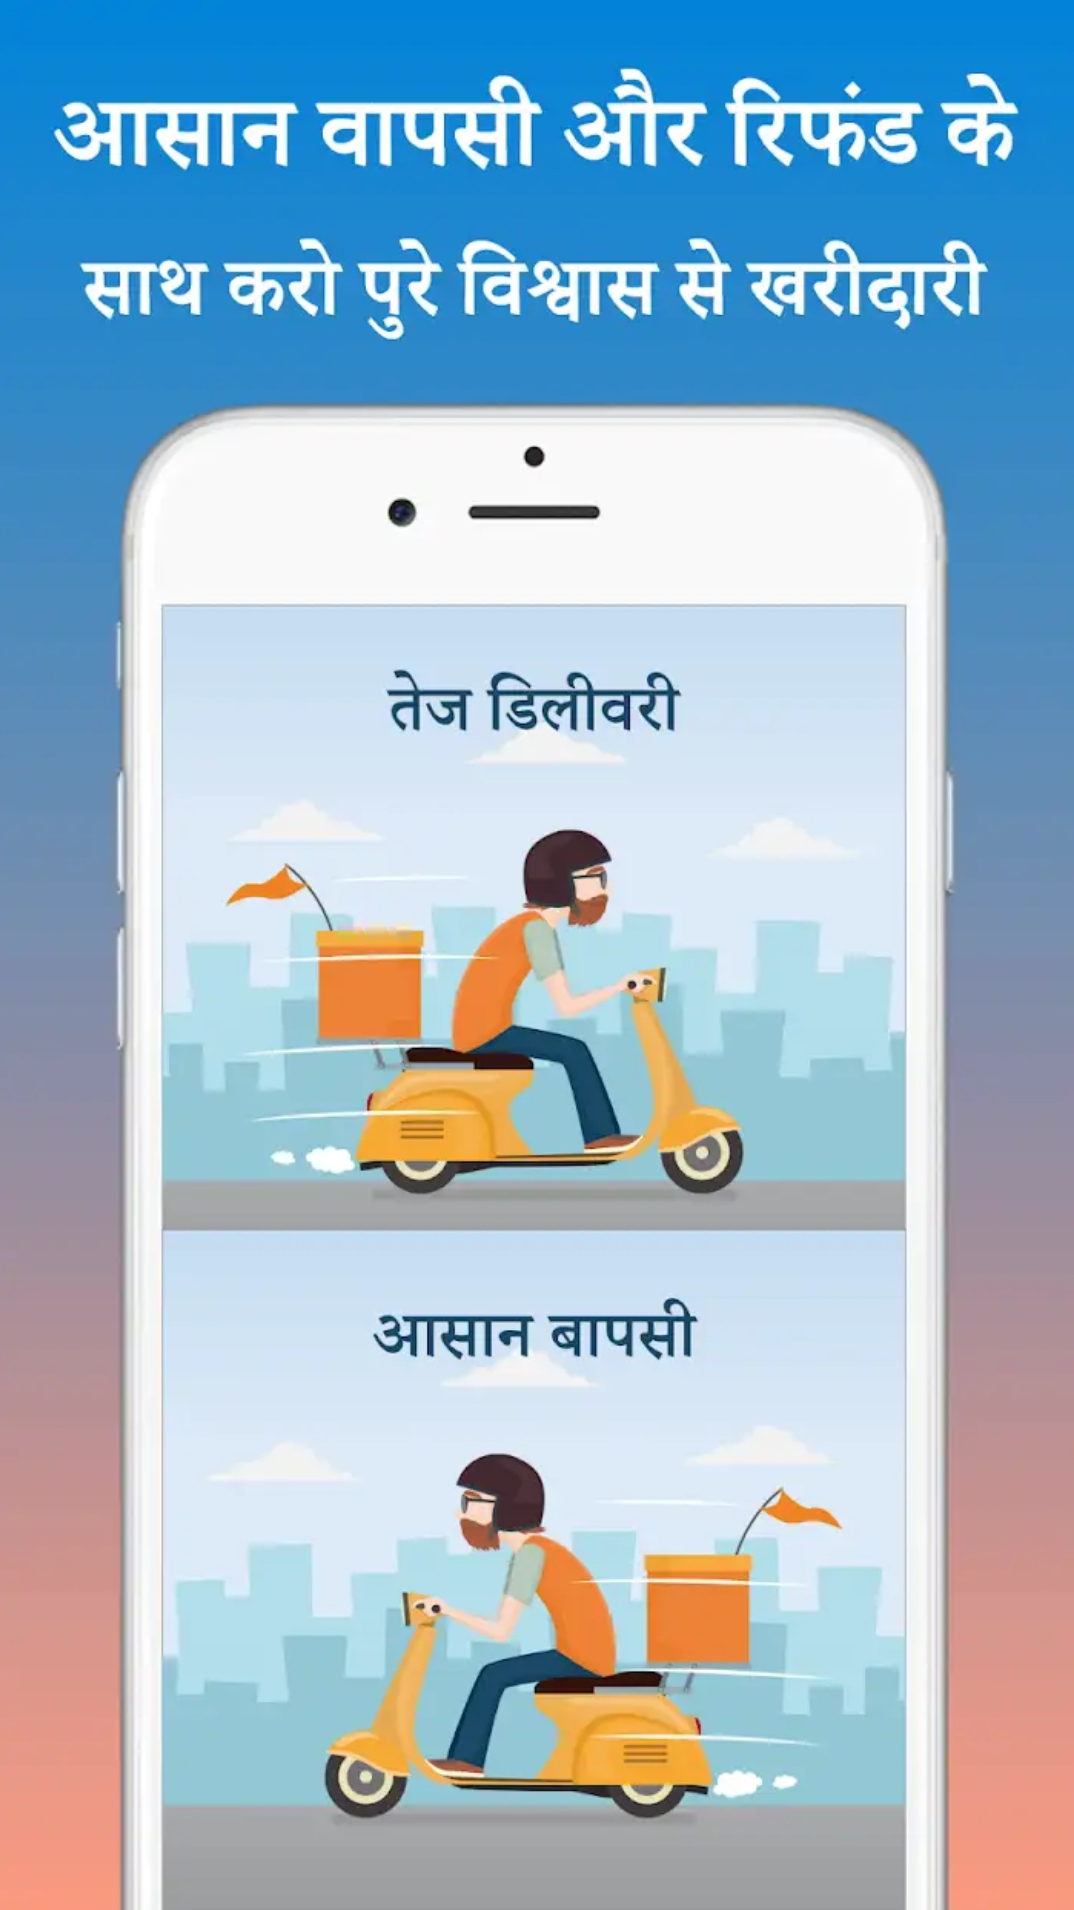 आसान वापसी और रिफंड के
साथ करो पुरे विश्वास से खरीदारी
तेज डिलीवरी
आसान बापसी